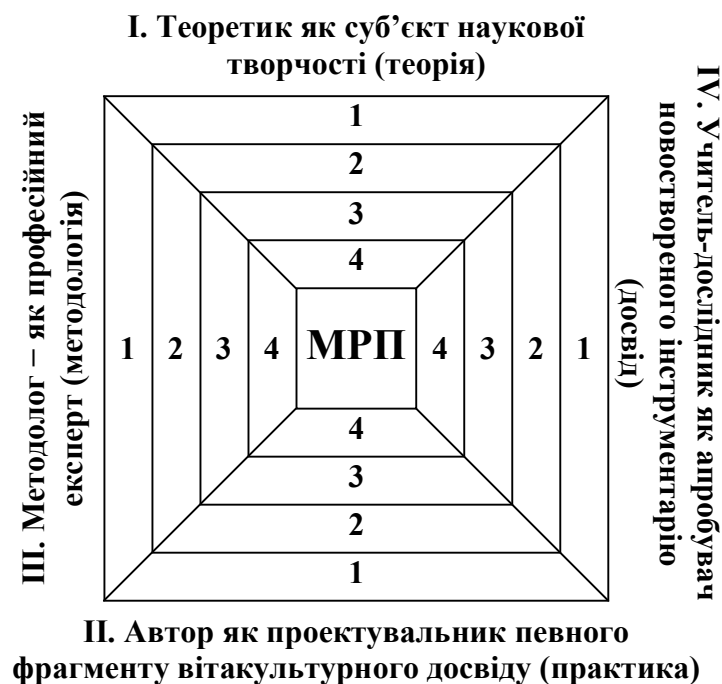 І. Теоретик як суб’єкт наукової
творчості (теорія)
ІІІ. Методолог – як професійний
експерт (методологія)
1
2
3
4
1 2 3 4 МРП 4 3 2 1
4
3
2
1
ІV. Учитель-дослідник як апробувач
новоствореного інструментарію
(досвід)
ІІ. Автор як проектувальник певного
фрагменту вітакультурного досвіду (практика)